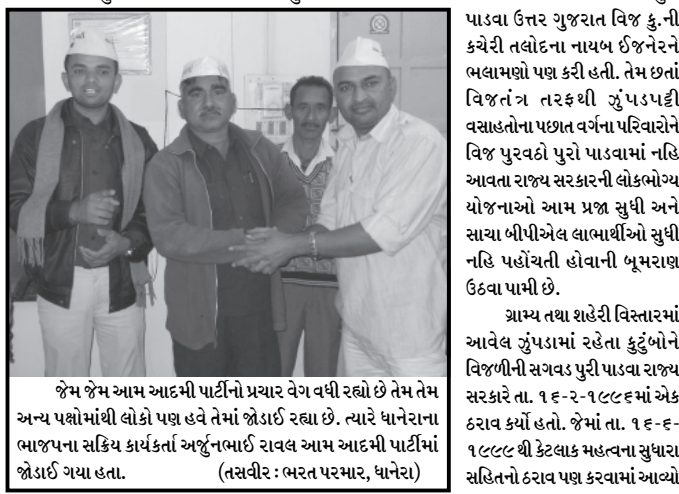 જેમ જેમ આમ આદમી પાર્ટીનો પ્રચાર વેગ વધી રહ્યો છે તેમ તેમ
અન્ય પક્ષોમાંથી લોકો પણ હવે તેમાં જોડાઈ રહ્યા છે. ત્યારે ધાનેરાના
ભાજપના સક્રિય કાર્યકર્તા અર્જુનભાઈ રાવલ આમ આદમી પાર્ટીમાં
જોડાઈ ગયા હતા. (તસવીર : ભરત પરમાર, ધાનેરા)
પાડવા ઉત્તર ગુજરાત વિજ કુ.ની
કચેરી તલોદના નાયબ ઈજનેરને
ભલામણો પણ કરી હતી. તેમ છતાં
વિજતંત્ર તરફથી ઝુંપડપટ્ટી
વસાહતોના પછાત વર્ગના પરિવારોને
વિજ પુરવઠો પુરો પાડવામાં નહિ
આવતા રાજ્ય સરકારની લોકભોગ્ય
યોજનાઓ આમ પ્રજા સુધી અને
સાચા બીપીએલ લાભાર્થીઓ સુધી
નહિ પહોંચતી હોવાની બૂમરાણ
ઉઠવા પામી છે.
ગ્રામ્ય તથા શહેરી વિસ્તારમાં
આવેલ ઝુંપડામાં રહેતા કુટુંબોને
વિજળીની સગવડ પુરી પાડવા રાજ્ય
સરકારે તા. ૧૬-૨-૧૯૯૬માં એક
ઠરાવ કર્યો હતો. જેમાં તા. ૧૬-૬-
૧૯૯૯થી કેટલાક મહત્વના સુધારા
સહિતનો ઠરાવ પણ કરવામાં આવ્યો